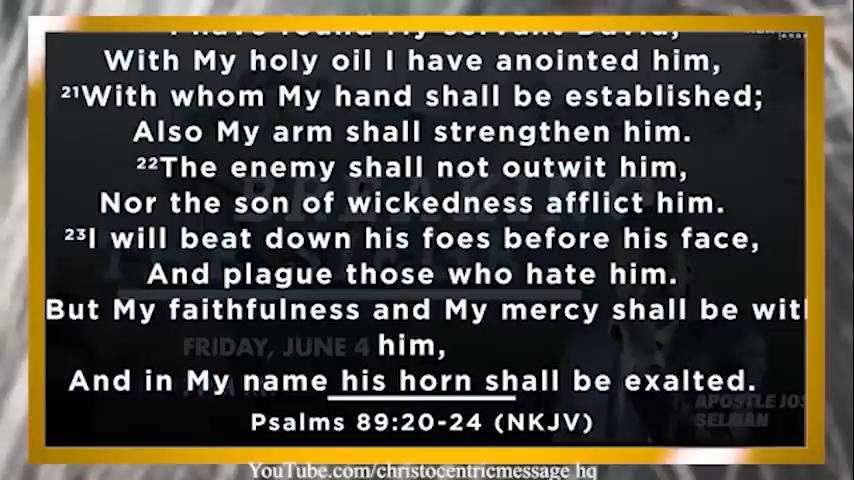 I have found My servant David;
With My holy oil I have anointed him,
²¹With whom My hand shall be established;
Also My arm shall strengthen him.
²²The enemy shall not outwit him,
Nor the son of wickedness afflict him.
²³I will beat down his foes before his face,
And plague those who hate him.
But My faithfulness and My mercy shall be with
him,
And in My name his horn shall be exalted.
Psalms 89:20-24 (NKJV)
BREAKING
FRIDAY, JUNE 4
APOSTLE JOS
SELMAN
YouTube.com/christocentricmessage hq